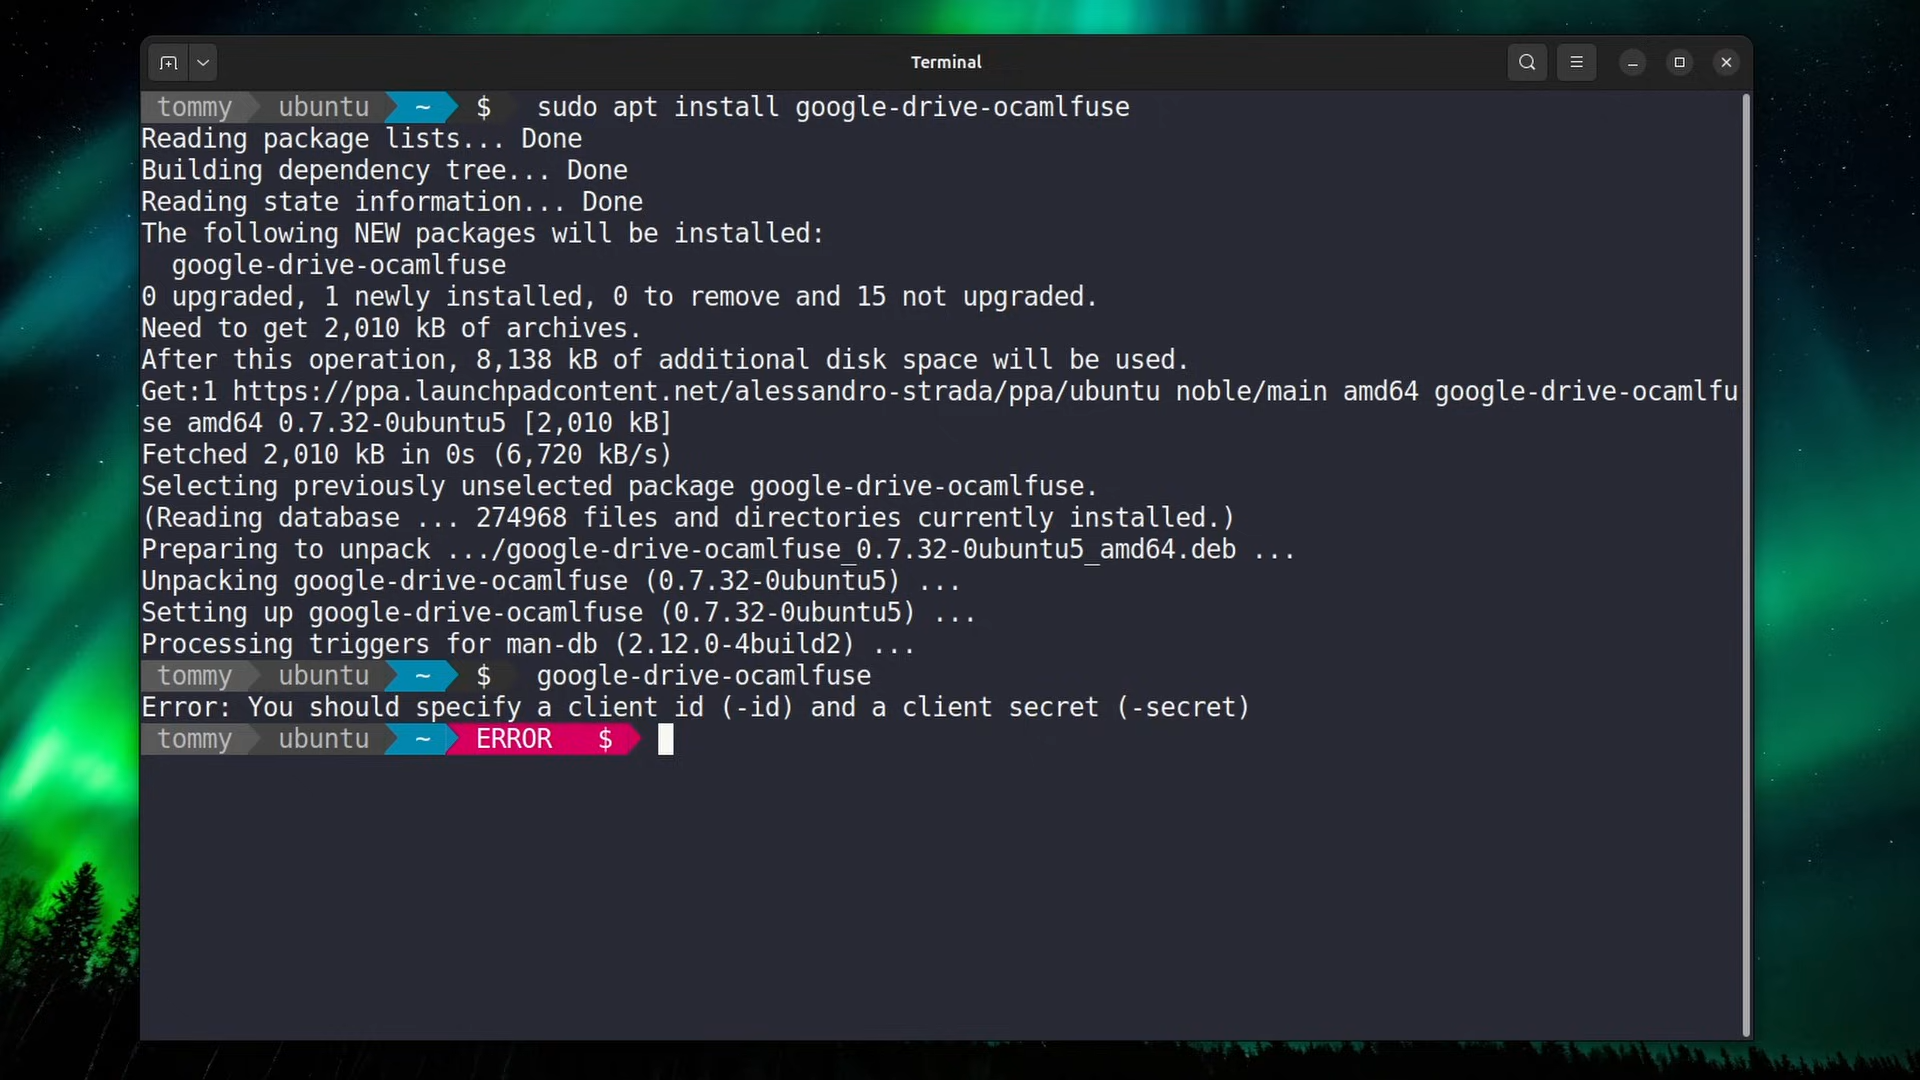 Terminal
tommy ubuntu ~ $ sudo apt install google-drive-ocamlfuse
Reading package lists... Done
Building dependency tree... Done
Reading state information... Done
The following NEW packages will be installed:
  google-drive-ocamlfuse
0 upgraded, 1 newly installed, 0 to remove and 15 not upgraded.
Need to get 2,010 kB of archives.
After this operation, 8,138 kB of additional disk space will be used.
Get:1 https://ppa.launchpadcontent.net/alessandro-strada/ppa/ubuntu noble/main amd64 google-drive-ocamlfu
se amd64 0.7.32-0ubuntu5 [2,010 kB]
Fetched 2,010 kB in 0s (6,720 kB/s)
Selecting previously unselected package google-drive-ocamlfuse.
(Reading database ... 274968 files and directories currently installed.)
Preparing to unpack .../google-drive-ocamlfuse_0.7.32-0ubuntu5_amd64.deb ...
Unpacking google-drive-ocamlfuse (0.7.32-0ubuntu5) ...
Setting up google-drive-ocamlfuse (0.7.32-0ubuntu5) ...
Processing triggers for man-db (2.12.0-4build2) ...
tommy ubuntu ~ $ google-drive-ocamlfuse
Error: You should specify a client id (-id) and a client secret (-secret)
tommy ubuntu ~ ERROR $